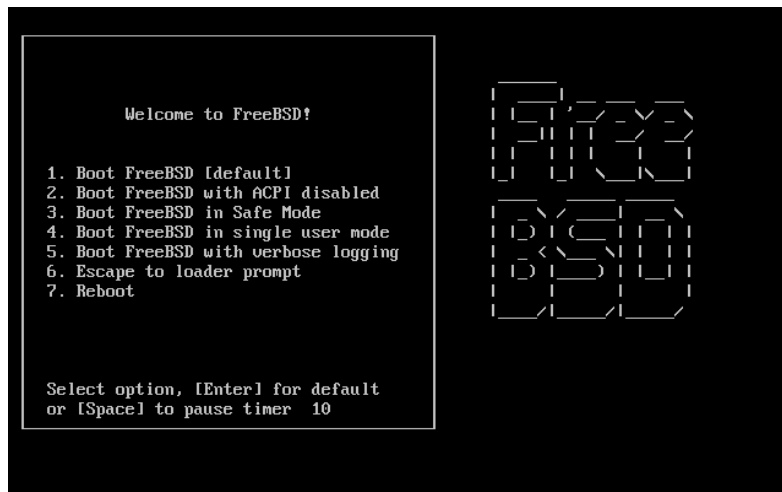 Welcome to FreeBSD!
1. Boot FreeBSD [default]
2. Boot FreeBSD with ACPI disabled
3. Boot FreeBSD in Safe Mode
4. Boot FreeBSD in single user mode
5. Boot FreeBSD with verbose logging
6. Escape to loader prompt
7. Reboot
Select option, [Enter] for default
or [Space] to pause timer  10
Free
BSD